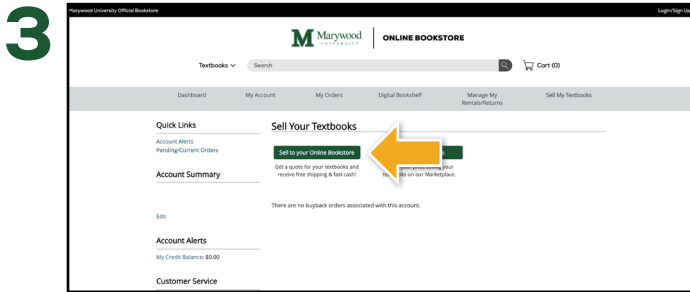 3
Marywood University Official Bookstore
Login/Sign Up
M Marywood UNIVERSITY ONLINE BOOKSTORE
Textbooks Search Cart (0)
Dashboard My Account My Orders Digital Bookshelf Manage My Rentals/Returns Sell My Textbooks
Quick Links
Account Alerts
Pending/Current Orders
Account Summary
Edit
Account Alerts
My Credit Balance: $0.00
Customer Service
Sell Your Textbooks
Sell to your Online Bookstore
Get a quote for your textbooks and
receive free shipping & fast cash!
your
on our Marketplace.
There are no buyback orders associated with this account.